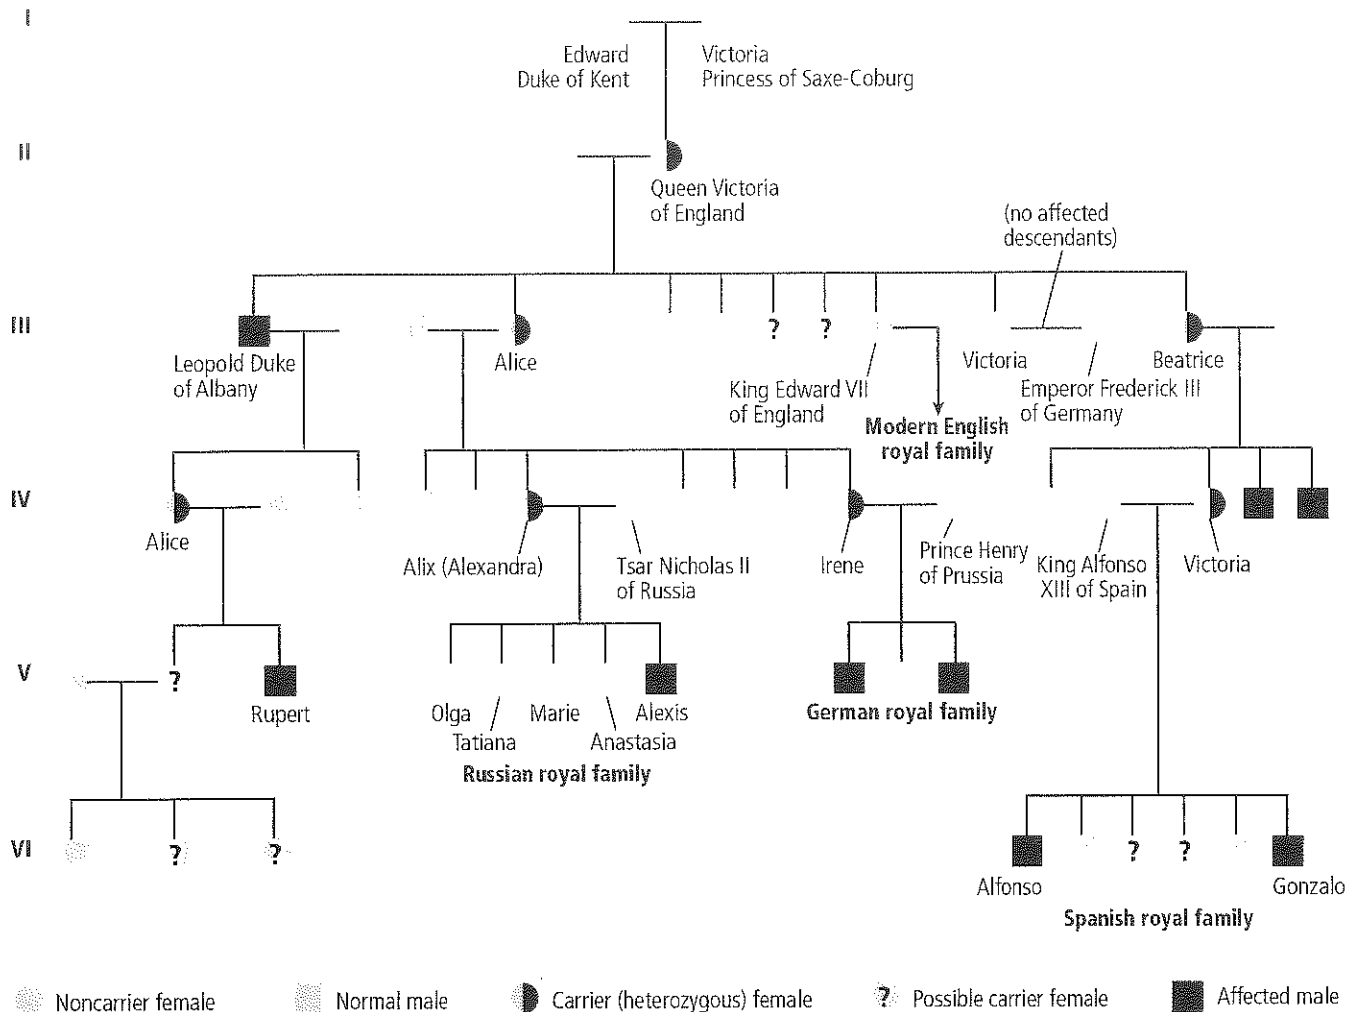 I
Edward
Duke of Kent
Victoria
Princess of Saxe-Coburg
II
Queen Victoria
of England
(no affected
descendants)
III
? ?
Leopold Duke
of Albany
Alice
King Edward VII
of England
Victoria
Emperor Frederick III
of Germany
Beatrice
Modern English
royal family
IV
Alice
Alix (Alexandra)
Tsar Nicholas II
of Russia
Irene
Prince Henry
of Prussia
King Alfonso
XIII of Spain
Victoria
V
?
Rupert
Olga
Tatiana
Marie
Anastasia
Alexis
Russian royal family
German royal family
VI
? ?
? ?
Alfonso
Gonzalo
Spanish royal family
Noncarrier female
Normal male
Carrier (heterozygous) female
? Possible carrier female
Affected male